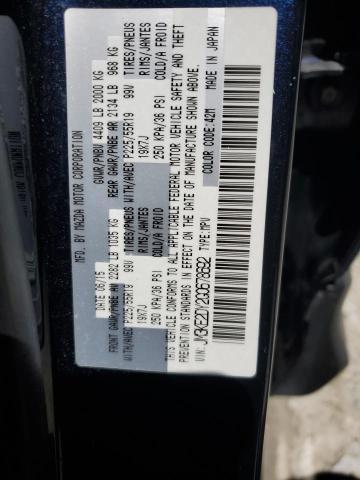 MFD. BY MAZDA MOTOR CORPORATION
DATE 06/15 GVWR/PNBV 4409 LB 2000 KG
FRONT GAWR/PNBE AV 2282 LB 1035 KG REAR GAWR/PNBE AR 2134 LB 968 KG
WITH/AVEC P225/55R19 99V TIRES/PNEUS WITH/AVEC P225/55R19 99V TIRES/PNEUS
19X7J RIMS/JANTES 19X7J RIMS/JANTES
250 KPA/36 PSI COLD/A FROID 250 KPA/36 PSI COLD/A FROID
THIS VEHICLE CONFORMS TO ALL APPLICABLE FEDERAL MOTOR VEHICLE SAFETY AND THEFT
PREVENTION STANDARDS IN EFFECT ON THE DATE OF MANUFACTURE SHOWN ABOVE.
TYPE: MPV COLOR CODE: 42M MADE IN JAPAN